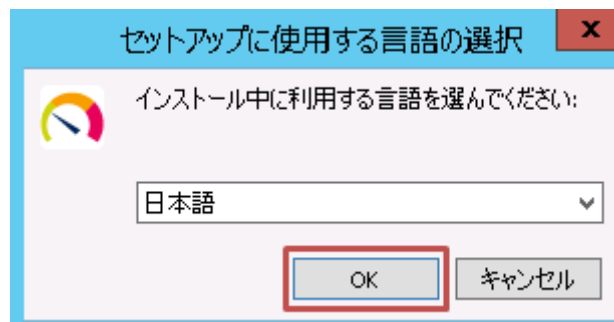 セットアップに使用する言語の選択
x
インストール中に利用する言語を選んでください:
日本語
OK
キャンセル